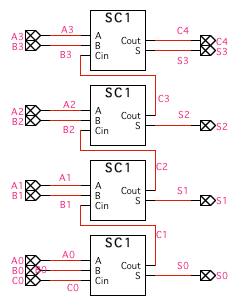 SC1
A3 A3 A Cout C4 C4
B3 B3 B S S3 S3
B3 Cin
C3
SC1
A2 A2 A Cout
B2 B2 B S S2 S2
B2 Cin
C2
SC1
A1 A1 A Cout
B1 B1 B S S1 S1
B1 Cin
C1
SC1
A0 A0 A Cout
B0 B0 B S S0 S0
C0 C0 Cin